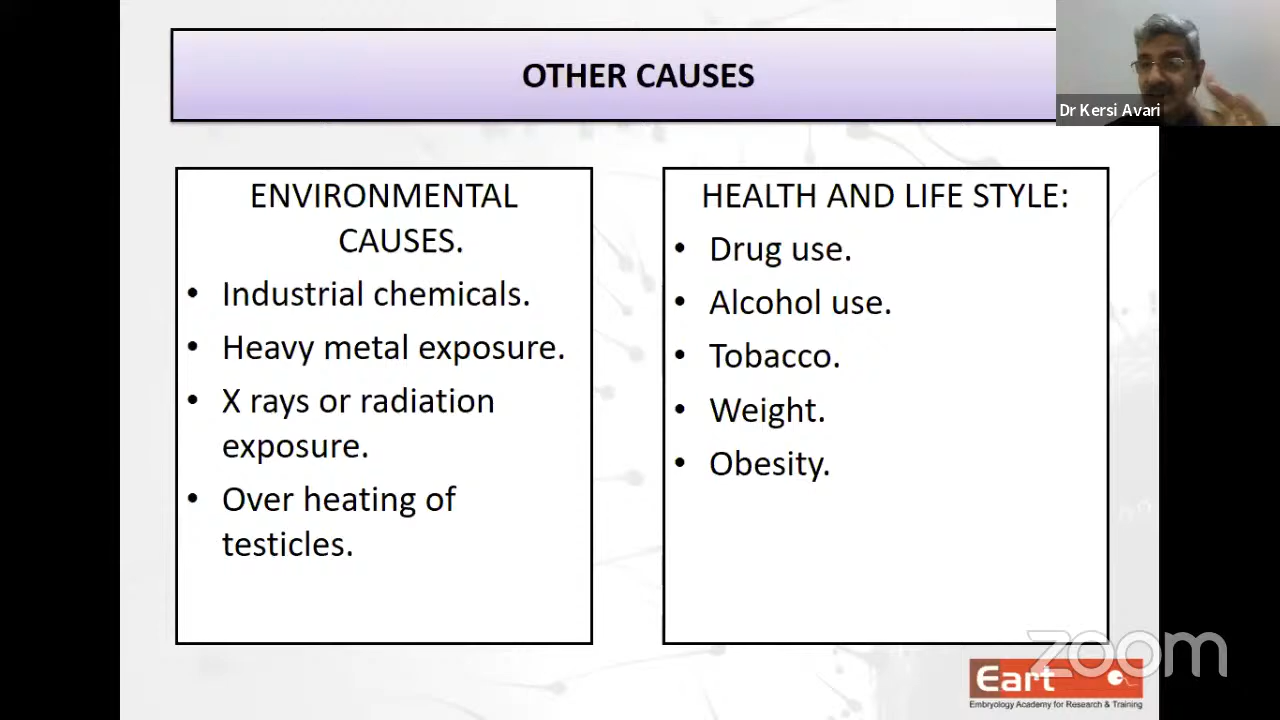 OTHER CAUSES
Dr Kersi Avari
ENVIRONMENTAL
CAUSES.
• Industrial chemicals.
• Heavy metal exposure.
• X rays or radiation
exposure.
• Over heating of
testicles.
HEALTH AND LIFE STYLE:
• Drug use.
• Alcohol use.
• Tobacco.
• Weight.
• Obesity.
zoom
Eart
Embryology Academy for Research & Training